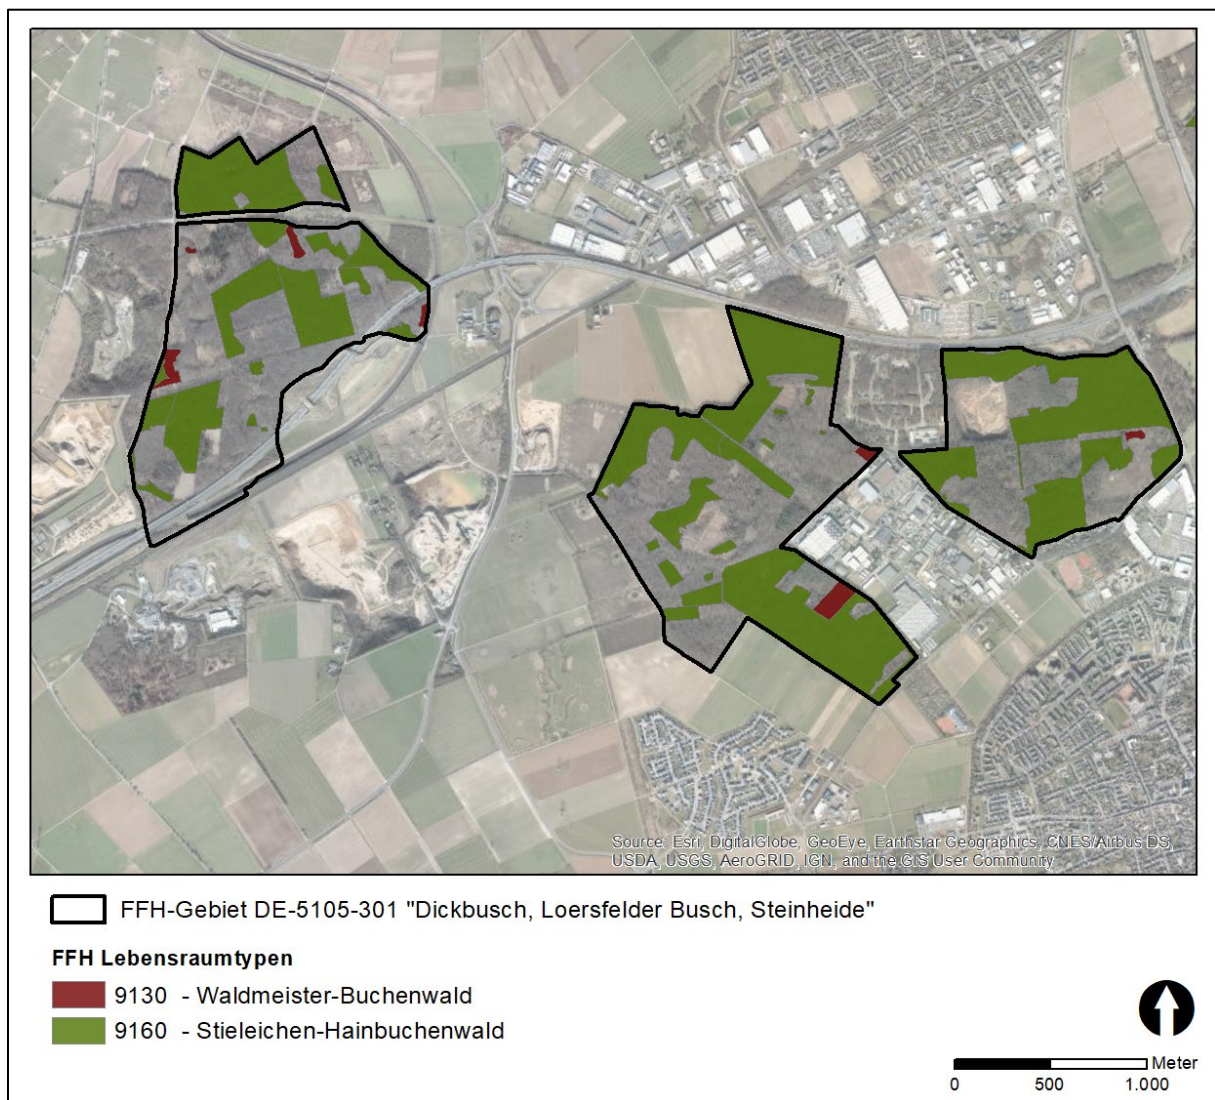 Source: Esri, DigitalGlobe, GeoEye, Earthstar Geographics, CNES/Airbus DS,
USDA, USGS, AeroGRID, IGN, and the GIS User Community
FFH-Gebiet DE-5105-301 "Dickbusch, Loersfelder Busch, Steinheide"
FFH Lebensraumtypen
9130 - Waldmeister-Buchenwald
9160 - Stieleichen-Hainbuchenwald
Meter
0 500 1.000